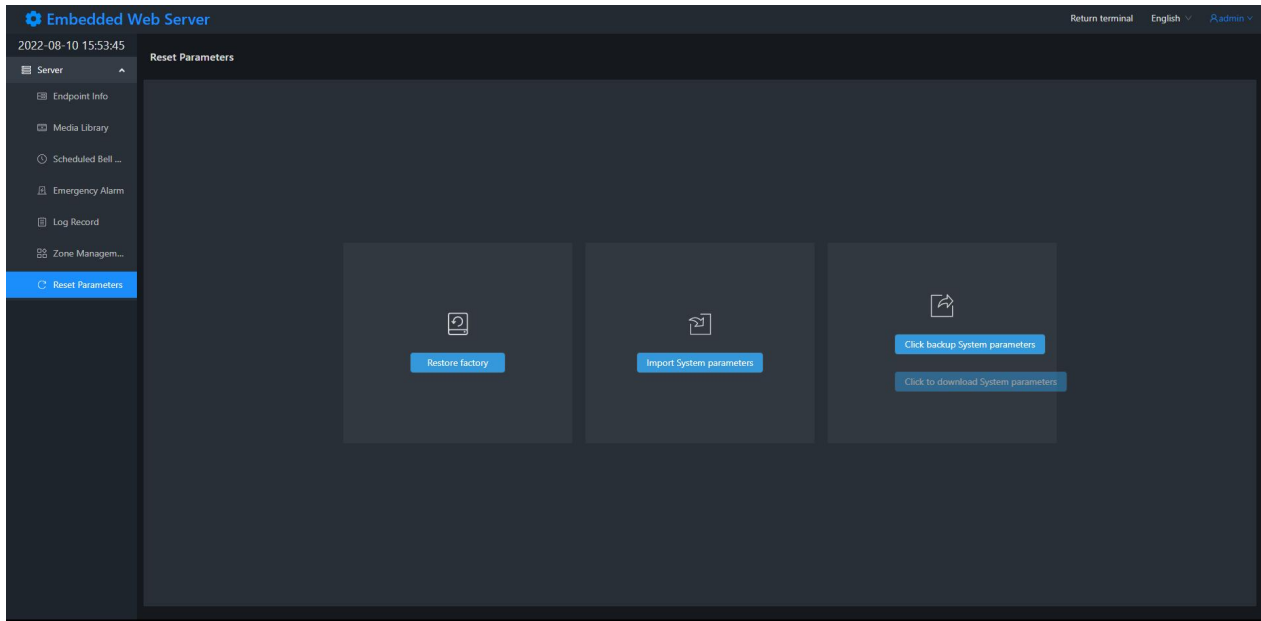 Embedded Web Server
Return terminal English admin
2022-08-10 15:53:45
Reset Parameters
Server
Endpoint Info
Media Library
Scheduled Bell ...
Emergency Alarm
Log Record
Zone Managem...
Reset Parameters
Restore factory
Import System parameters
Click backup System parameters
Click to download System parameters